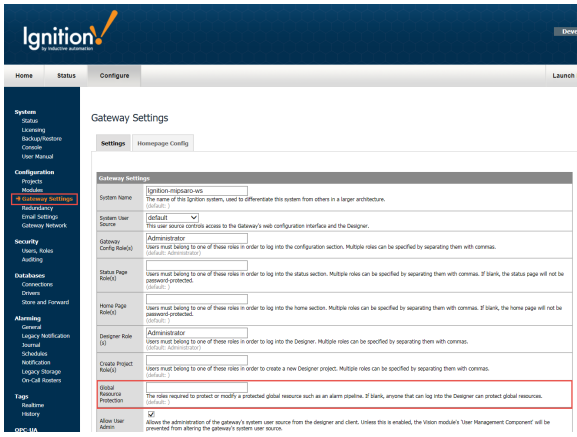 Ignition!
by inductive automation
Deve
Home Status Configure Launch
System
Status
Licensing
Backup/Restore
Console
User Manual
Configuration
Projects
Modules
Gateway Settings
Redundancy
Email Settings
Gateway Network
Security
Users, Roles
Auditing
Databases
Connections
Drivers
Store and Forward
Alarming
General
Legacy Notification
Journal
Schedules
Notification
Legacy Storage
On-Call Rosters
Tags
Realtime
History
OPC-UA
Gateway Settings
Settings Homepage Config
Gateway Settings
System Name
Ignition-mipsaro-ws
The name of this Ignition system, used to differentiate this system from others in a larger architecture.
(default: )
System User
Source
default
This user source controls access to the Gateway's web configuration interface and the Designer.
Gateway
Config Role(s)
Administrator
Users must belong to one of these roles in order to log into the configuration section. Multiple roles can be specified by separating them with commas.
(default: Administrator)
Status Page
Role(s)
Users must belong to one of these roles in order to log into the status section. Multiple roles can be specified by separating them with commas. If blank, the status page will not be
password-protected.
(default: )
Home Page
Role(s)
Users must belong to one of these roles in order to log into the home section. Multiple roles can be specified by separating them with commas. If blank, the home page will not be
password-protected.
(default: )
Designer Role
(s)
Administrator
Users must belong to one of these roles in order to log into the Designer. Multiple roles can be specified by separating them with commas.
(default: Administrator)
Create Project
Role(s)
Users must belong to one of these roles in order to create a new Designer project. Multiple roles can be specified by separating them with commas.
(default: )
Global
Resource
Protection
The roles required to protect or modify a protected global resource such as an alarm pipeline. If blank, anyone that can log into the Designer can protect global resources.
(default: )
Allow User
Admin
Allows the administration of the gateway's system user source from the designer and client. Unless this is enabled, the Vision module's 'User Management Component' will be
prevented from altering the gateway's system user source.